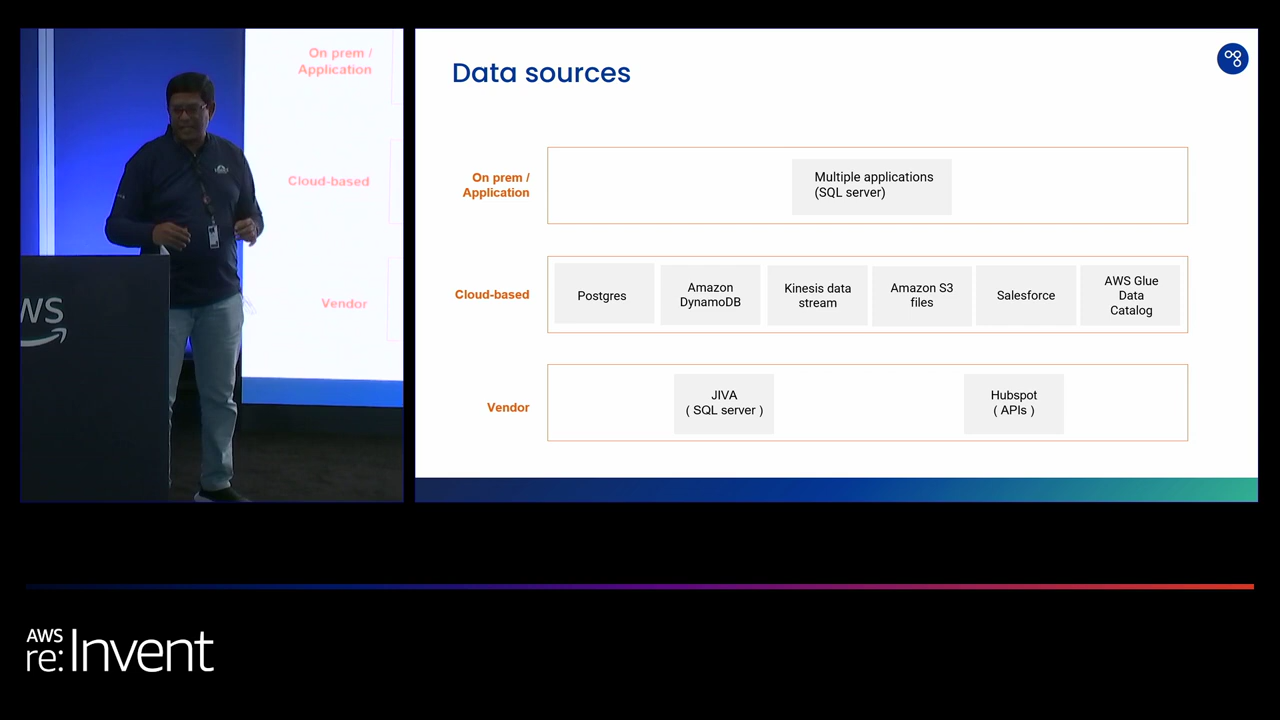 On prem /
Application
Cloud-based
Vendor
WS
Data sources
On prem /
Application
Multiple applications
(SQL server)
Cloud-based
Postgres
Amazon
DynamoDB
Kinesis data
stream
Amazon S3
files
Salesforce
AWS Glue
Data
Catalog
Vendor
JIVA
( SQL server )
Hubspot
( APIs )
AWS
re:Invent